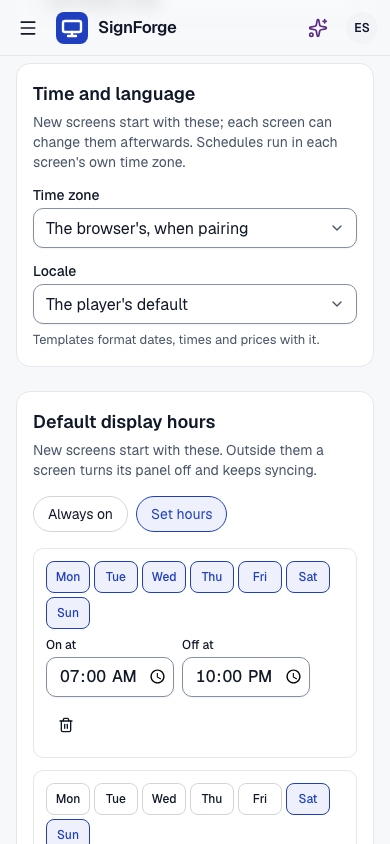 SignForge
ES
Time and language
New screens start with these; each screen can
change them afterwards. Schedules run in each
screen's own time zone.
Time zone
The browser's, when pairing
Locale
The player's default
Templates format dates, times and prices with it.
Default display hours
New screens start with these. Outside them a
screen turns its panel off and keeps syncing.
Always on
Set hours
Mon Tue Wed Thu Fri Sat
Sun
On at Off at
07:00 AM 10:00 PM
Mon Tue Wed Thu Fri Sat
Sun